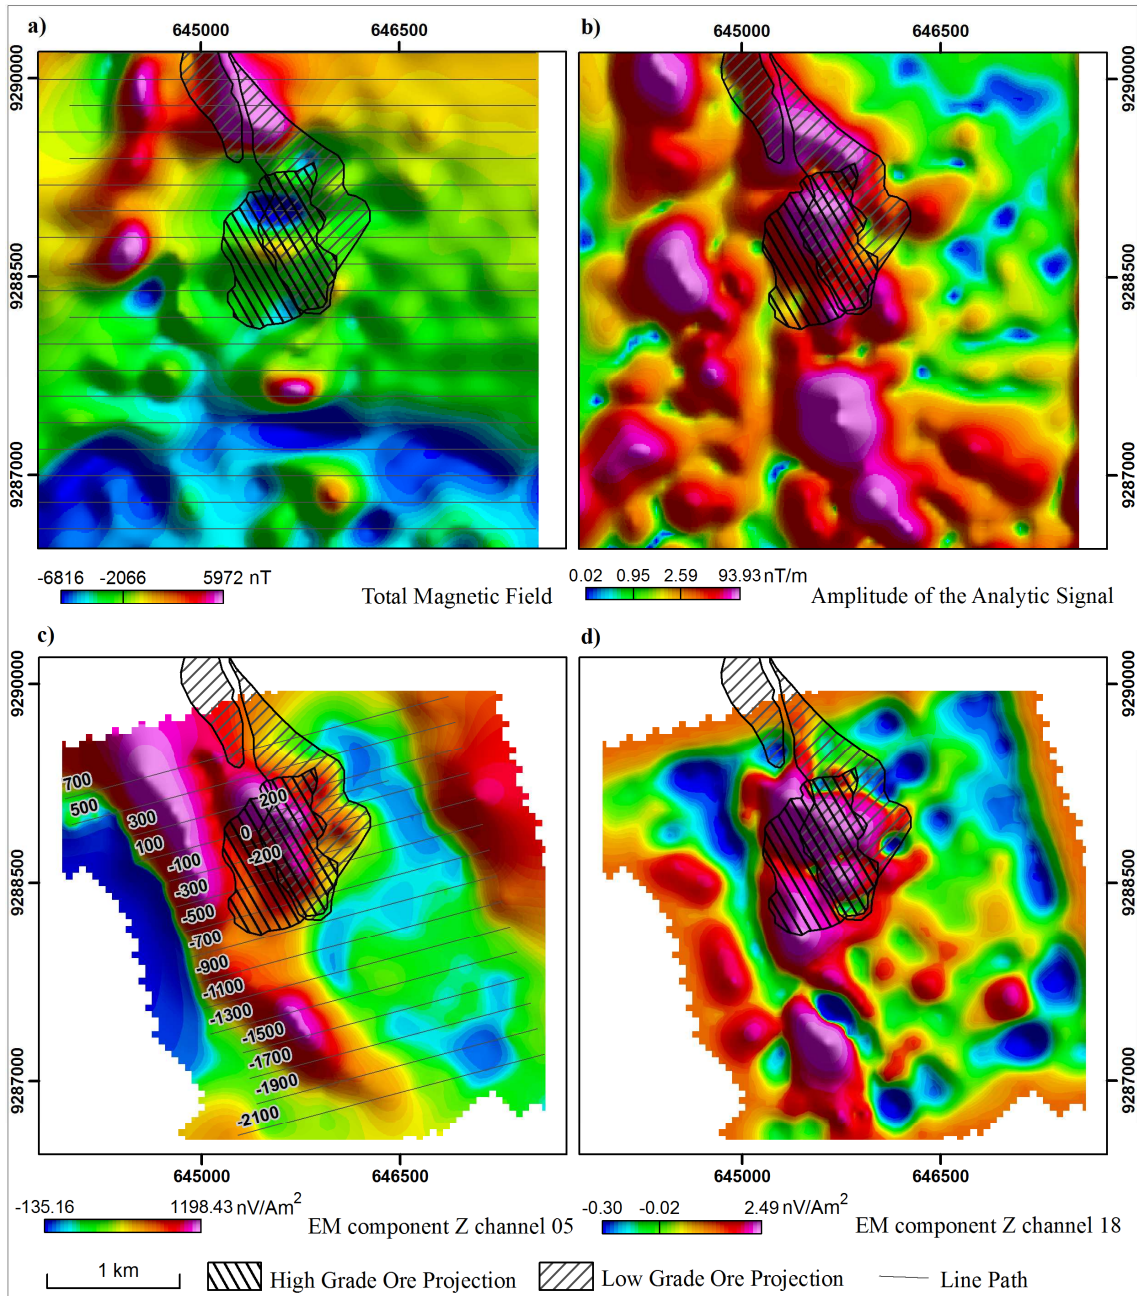 a)
645000
646500
b)
645000
646500
9290000
9288500
9287000
9290000
9288500
9287000
-6816 -2066 5972 nT
Total Magnetic Field
0.02 0.95 2.59 93.93 nT/m
Amplitude of the Analytic Signal
c)
d)
9290000
9288500
9287000
700
500
300
100
-100
-300
-500
-700
-900
-1100
-1300
-1500
-1700
-1900
-2100
200
0
-200
9290000
9288500
9287000
645000
646500
645000
646500
-135.16 1198.43 nV/Am²
EM component Z channel 05
-0.30 -0.02 2.49 nV/Am²
EM component Z channel 18
1 km
High Grade Ore Projection
Low Grade Ore Projection
Line Path